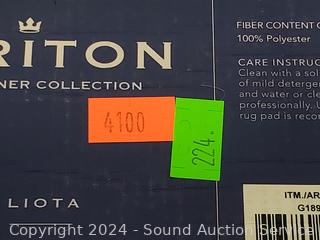 RITON
NER COLLECTION
4100
224.
LIOTA
FIBER CONTENT
100% Polyester
CARE INSTRUC
Clean with a sol
of mild deterge
and water or cle
professionally. U
rug pad is recon
ITM./AR
G189
Copyright 2024 - Sound Auction Service